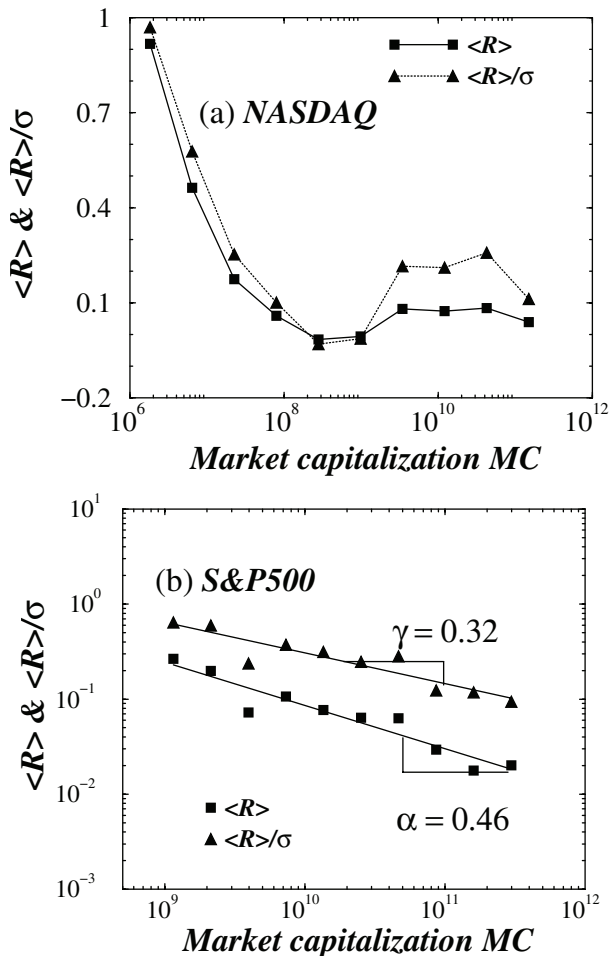 1
0.7
0.4
0.1
−0.2
<R> & <R>/σ
<R>
<R>/σ
(a) NASDAQ
10^6
10^8
10^10
10^12
Market capitalization MC
10^1
10^0
10^−1
10^−2
10^−3
<R> & <R>/σ
(b) S&P500
γ = 0.32
α = 0.46
<R>
<R>/σ
10^9
10^10
10^11
10^12
Market capitalization MC